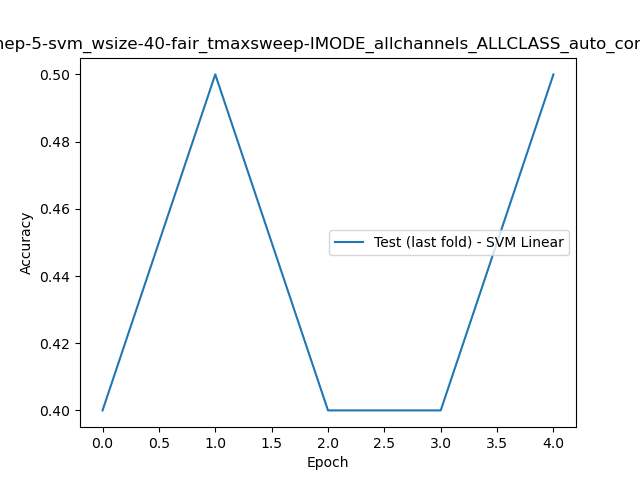 nep-5-svm_wsize-40-fair_tmaxsweep-IMODE_allchannels_ALLCLASS_auto_cor
0.50
0.48
0.46
0.44
0.42
0.40
Accuracy
Test (last fold) - SVM Linear
0.0 0.5 1.0 1.5 2.0 2.5 3.0 3.5 4.0
Epoch